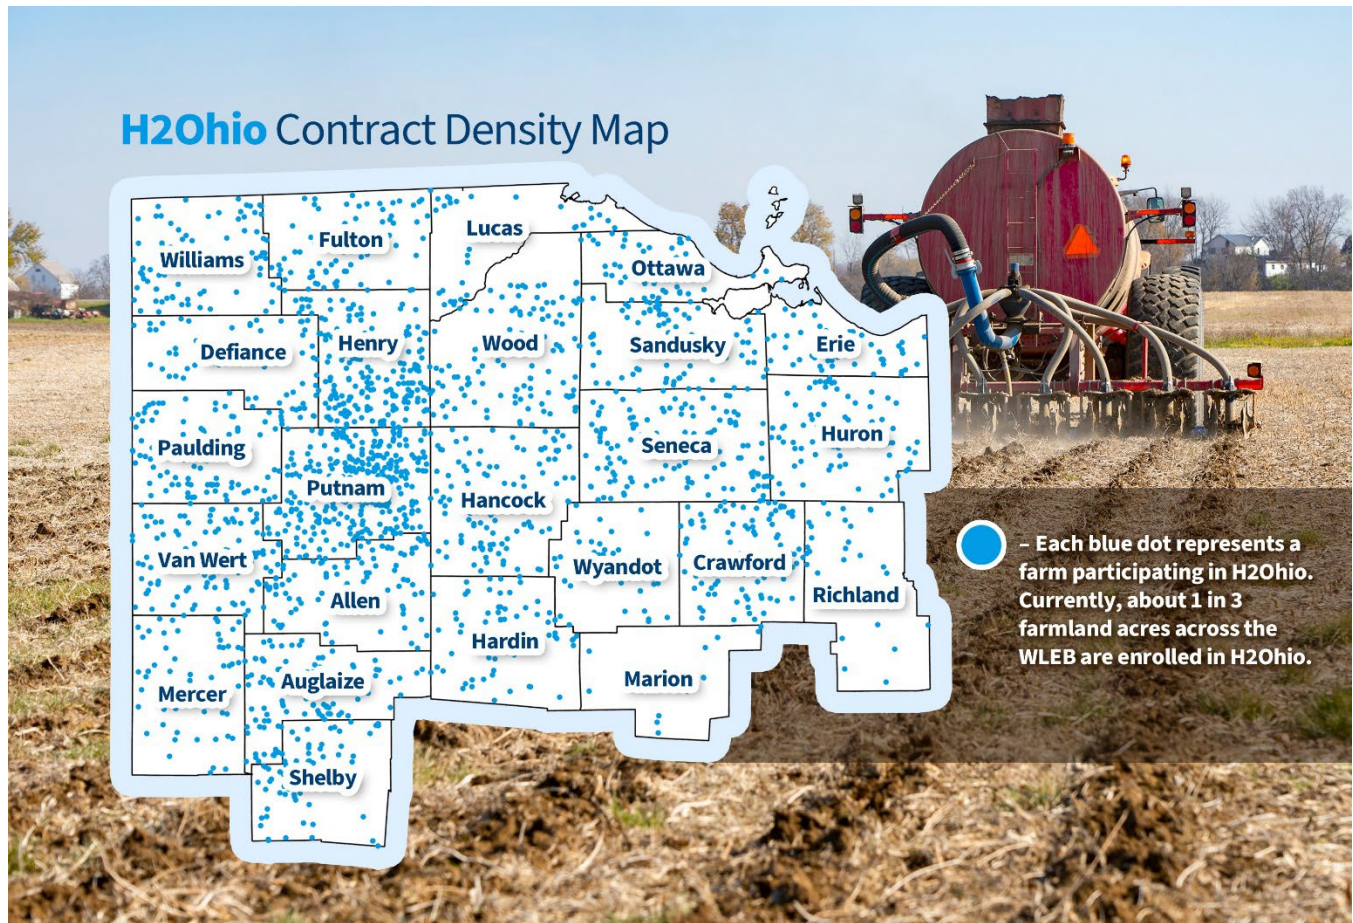 H2Ohio Contract Density Map
Lucas
Fulton
Williams
Ottawa
Henry
Wood
Sandusky
Erie
Defiance
Huron
Seneca
Paulding
Putnam
Hancock
Van Wert
Wyandot
Crawford
Richland
Allen
Hardin
Marion
Auglaize
Mercer
Shelby
– Each blue dot represents a
farm participating in H2Ohio.
Currently, about 1 in 3
farmland acres across the
WLEB are enrolled in H2Ohio.